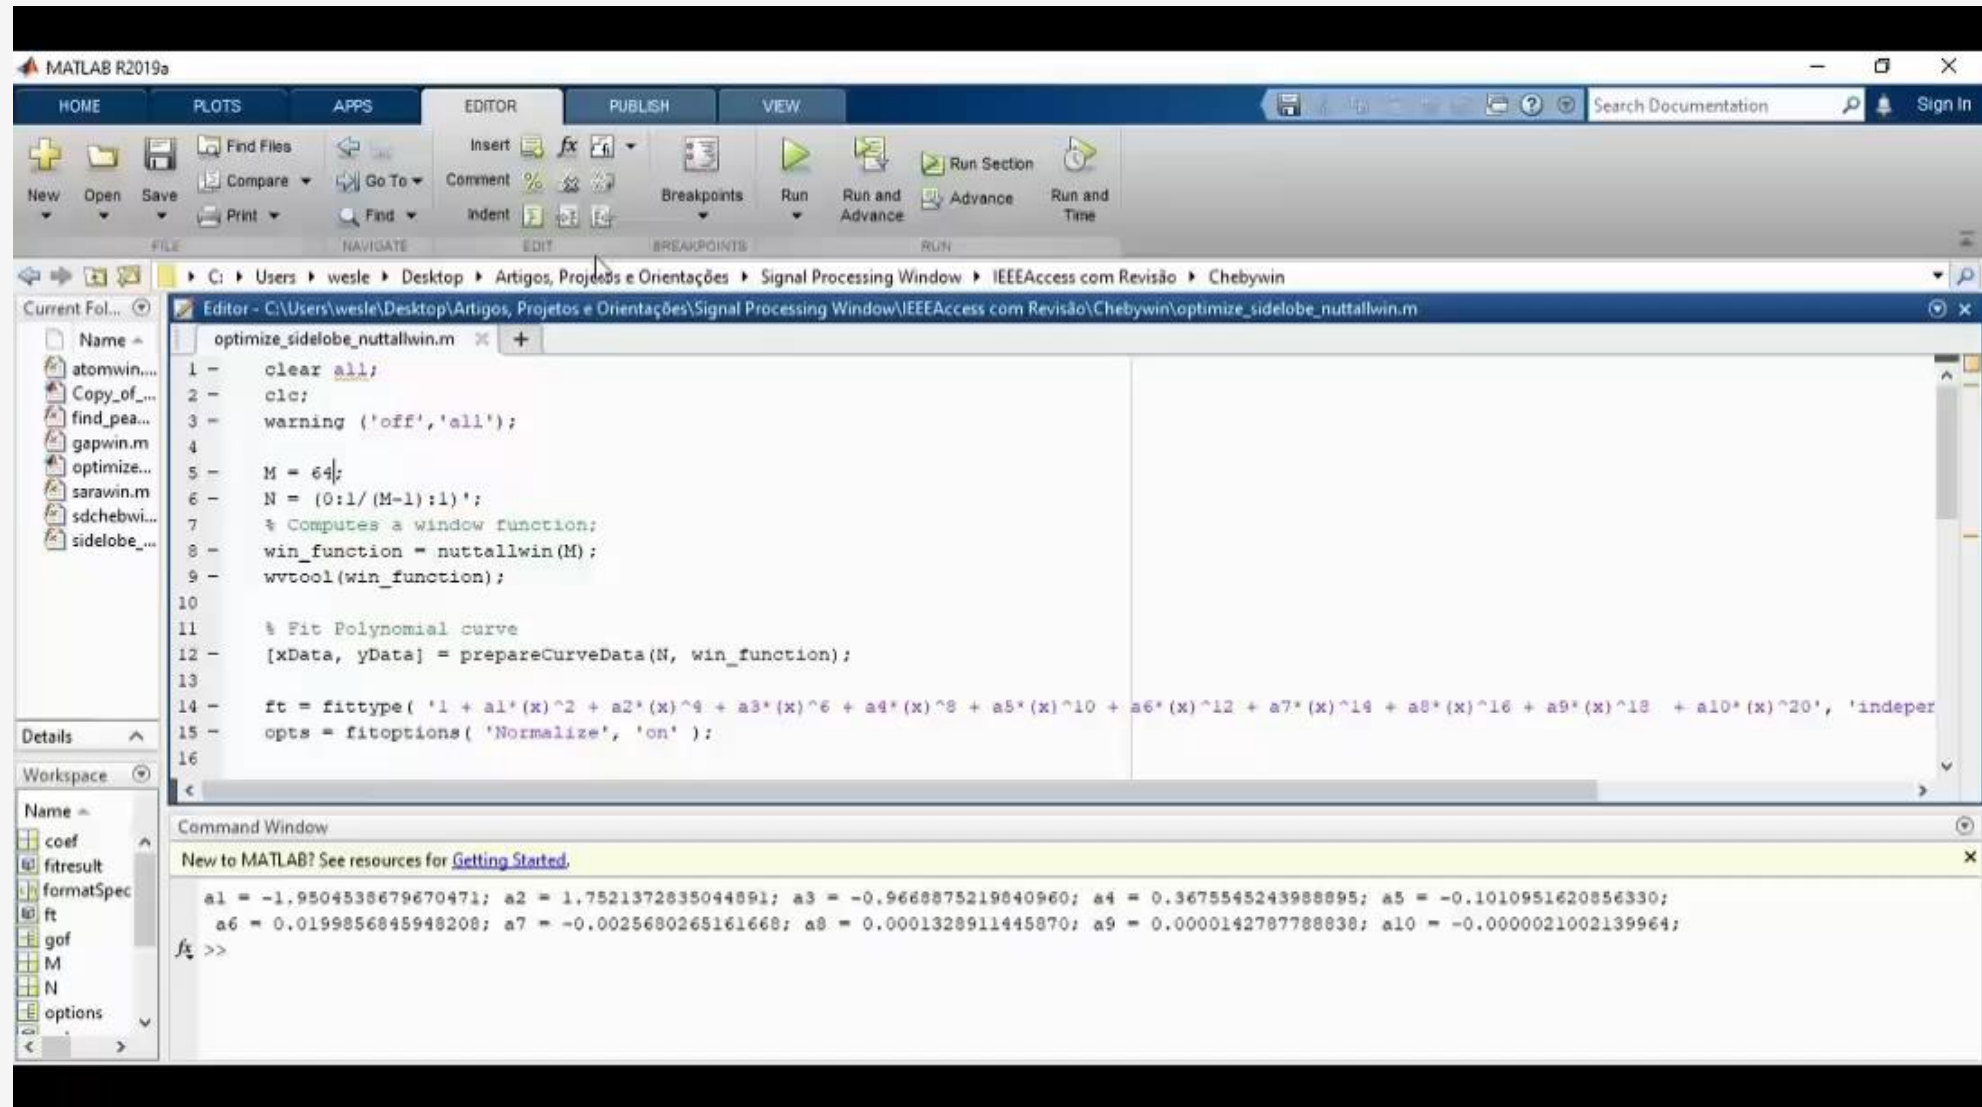 MATLAB R2019a
HOME PLOTS APPS EDITOR PUBLISH VIEW Search Documentation Sign In
New Open Save Find Files Compare Print Go To Find Insert Comment Indent Breakpoints Run Run and Advance Run Section Advance Run and Time
FILE NAVIGATE EDIT BREAKPOINTS RUN
C: Users wesle Desktop Artigos, Projetos e Orientações Signal Processing Window IEEEAccess com Revisão Chebywin
Current Fol...
Name
atomwin....
Copy_of_...
find_pea...
gapwin.m
optimize...
sarawin.m
sdchebwi...
sidelobe_...
Details
Workspace
Name
coef
fitresult
formatSpec
ft
gof
M
N
options
Editor - C:\Users\wesle\Desktop\Artigos, Projetos e Orientações\Signal Processing Window\IEEEAccess com Revisão\Chebywin\optimize_sidelobe_nuttallwin.m
optimize_sidelobe_nuttallwin.m +
1 - clear all;
2 - clc;
3 - warning ('off','all');
4
5 - M = 64;
6 - N = (0:1/(M-1):1)';
7 % Computes a window function;
8 - win_function = nuttallwin(M);
9 - wvtool(win_function);
10
11 % Fit Polynomial curve
12 - [xData, yData] = prepareCurveData(N, win_function);
13
14 - ft = fittype( '1 + a1*(x)^2 + a2*(x)^4 + a3*(x)^6 + a4*(x)^8 + a5*(x)^10 + a6*(x)^12 + a7*(x)^14 + a8*(x)^16 + a9*(x)^18 + a10*(x)^20', 'indeper
15 - opts = fitoptions( 'Normalize', 'on' );
16
Command Window
New to MATLAB? See resources for Getting Started.
a1 = -1.9504538679670471; a2 = 1.7521372835044891; a3 = -0.9668875219840960; a4 = 0.3675545243988895; a5 = -0.1010951620856330;
a6 = 0.0199856845948208; a7 = -0.0025680265161668; a8 = 0.0001328911445870; a9 = 0.0000142787788838; a10 = -0.0000021002139964;
fx >>